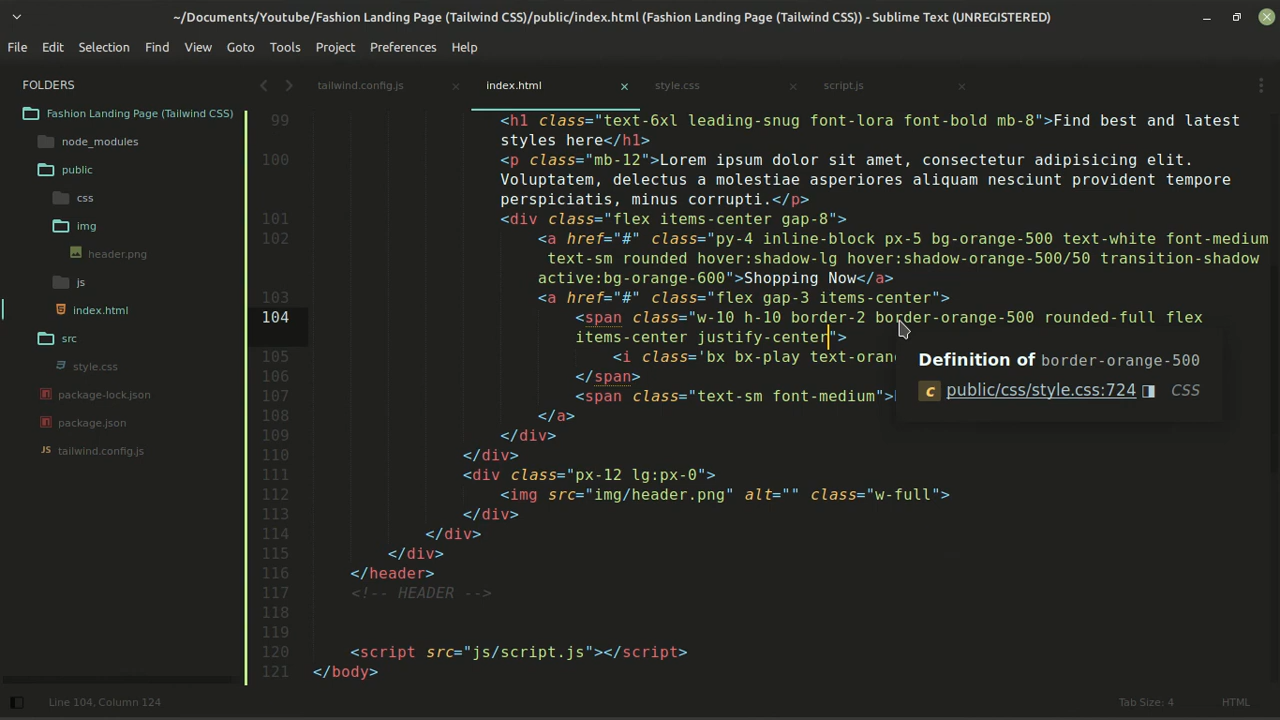 ~/Documents/Youtube/Fashion Landing Page (Tailwind CSS)/public/index.html (Fashion Landing Page (Tailwind CSS)) - Sublime Text (UNREGISTERED)
File Edit Selection Find View Goto Tools Project Preferences Help
FOLDERS
Fashion Landing Page (Tailwind CSS)
node_modules
public
css
img
header.png
js
index.html
src
style.css
package-lock.json
package.json
JS tailwind.config.js
tailwind.config.js index.html style.css script.js
99 <h1 class="text-6xl leading-snug font-lora font-bold mb-8">Find best and latest
styles here</h1>
100 <p class="mb-12">Lorem ipsum dolor sit amet, consectetur adipisicing elit.
Voluptatem, delectus a molestiae asperiores aliquam nesciunt provident tempore
perspiciatis, minus corrupti.</p>
101 <div class="flex items-center gap-8">
102 <a href="#" class="py-4 inline-block px-5 bg-orange-500 text-white font-medium
text-sm rounded hover:shadow-lg hover:shadow-orange-500/50 transition-shadow
active:bg-orange-600">Shopping Now</a>
103 <a href="#" class="flex gap-3 items-center">
104 <span class="w-10 h-10 border-2 border-orange-500 rounded-full flex
items-center justify-center">
105 <i class='bx bx-play text-oran
106 </span>
107 <span class="text-sm font-medium">
108 </a>
109 </div>
110 </div>
111 <div class="px-12 lg:px-0">
112 <img src="img/header.png" alt="" class="w-full">
113 </div>
114 </div>
115 </div>
116 </header>
117 <!-- HEADER -->
118
119
120 <script src="js/script.js"></script>
121 </body>
Definition of border-orange-500
c public/css/style.css:724 CSS
Line 104, Column 124 Tab Size: 4 HTML